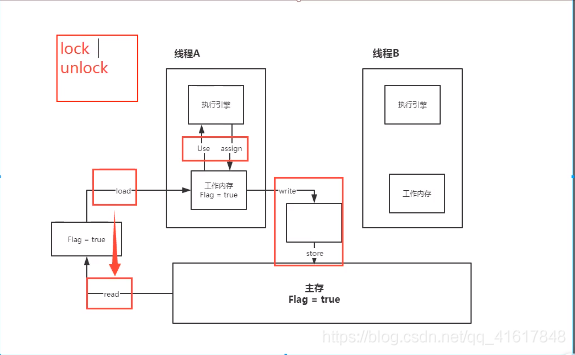 lock
unlock
线程A
线程B
执行引擎
执行引擎
Use assign
工作内存
Flag = true
工作内存
load
write
Flag = true
store
read
主存
Flag = true
https://blog.csdn.net/qq_41617848